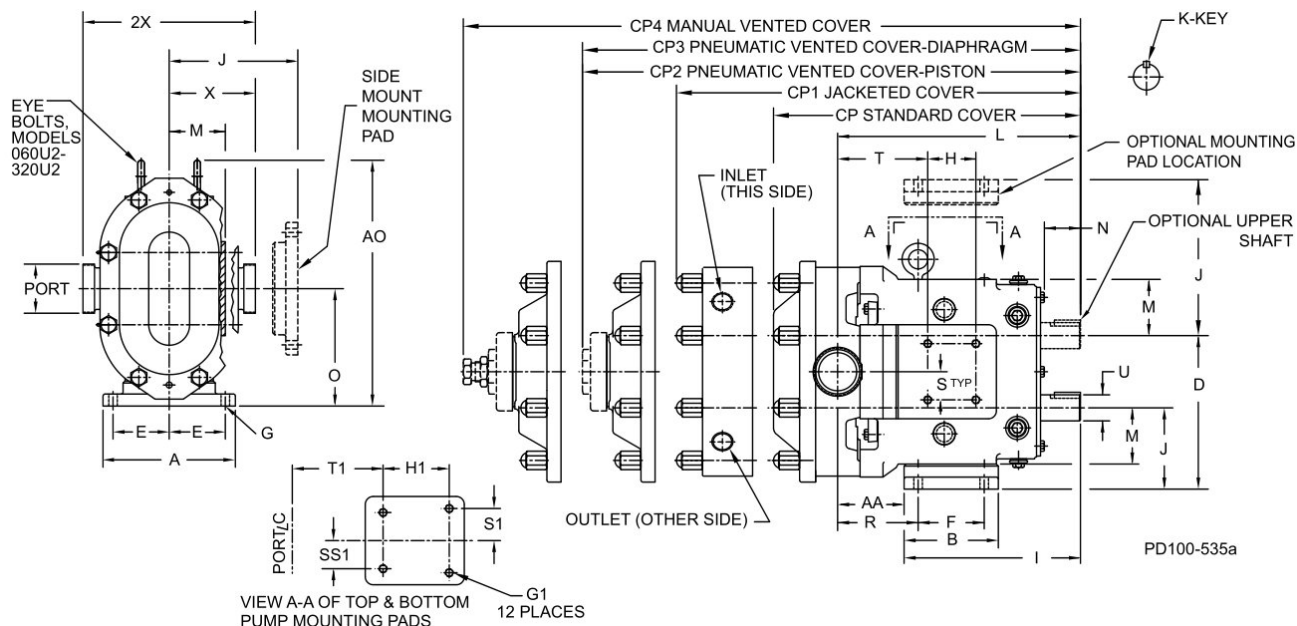 CP4 MANUAL VENTED COVER
K-KEY
2X
CP3 PNEUMATIC VENTED COVER-DIAPHRAGM
J
SIDE
MOUNT
MOUNTING
PAD
CP2 PNEUMATIC VENTED COVER-PISTON
X
CP1 JACKETED COVER
EYE
BOLTS,
MODELS
060U2-
320U2
M
CP STANDARD COVER
L
OPTIONAL MOUNTING
PAD LOCATION
T
H
INLET
(THIS SIDE)
AO
A
A
N
OPTIONAL UPPER
SHAFT
J
PORT
M
O
S TYP
U
D
M
J
E
E
G
A
AA
R
F
B
I
OUTLET (OTHER SIDE)
T1
H1
PORT C/L
S1
SS1
G1
12 PLACES
VIEW A-A OF TOP & BOTTOM
PUMP MOUNTING PADS
PD100-535a